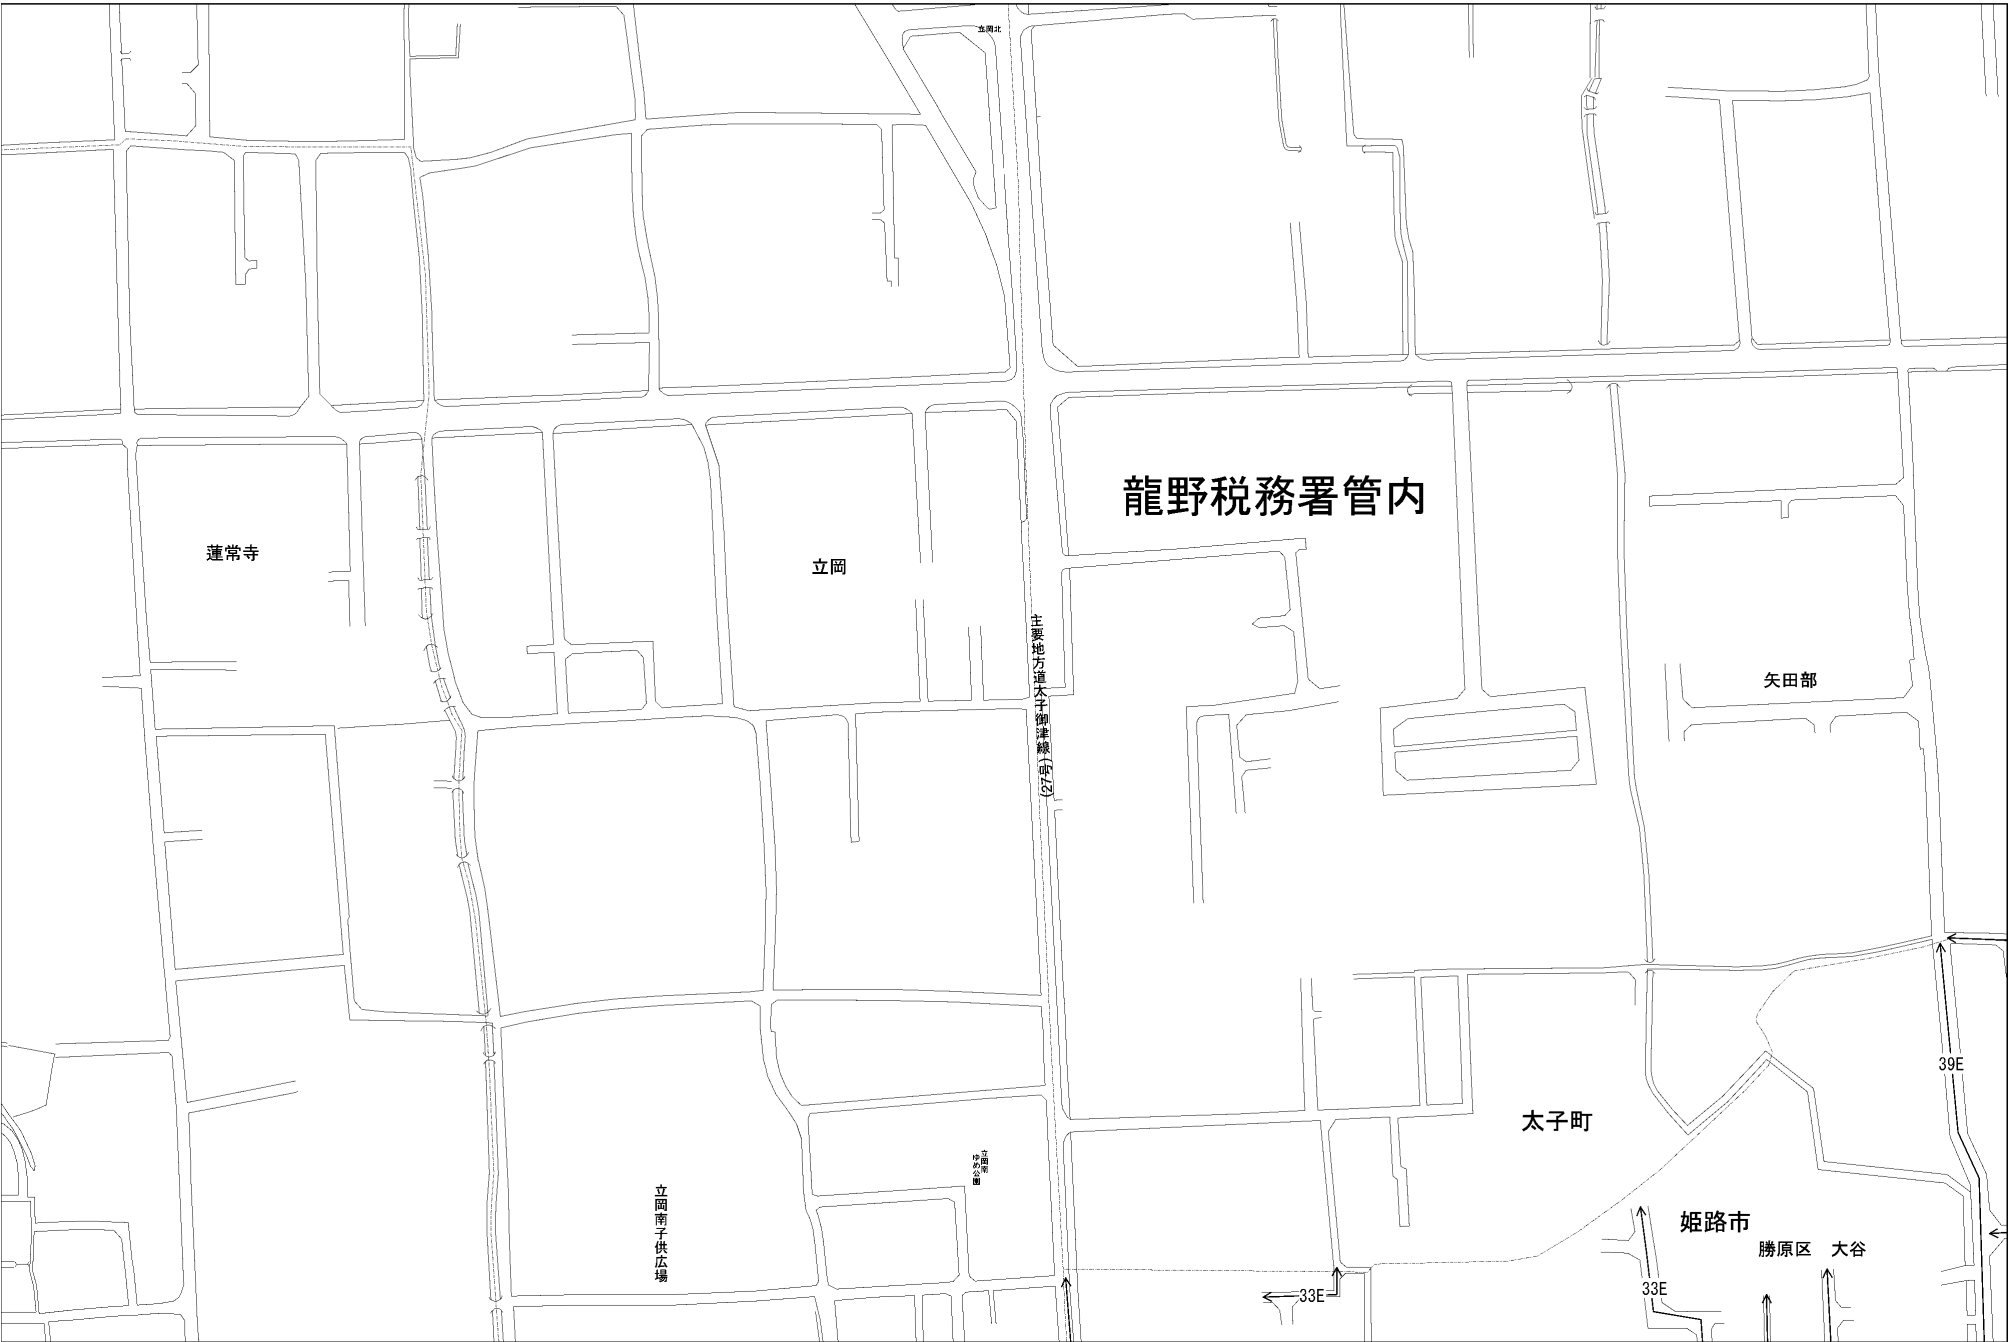 立岡北
龍野税務署管内
蓮常寺
立岡
主要地方道太子御津線(27号)
矢田部
39E
太子町
立岡南
ゆめ公園
立岡南子供広場
姫路市
勝原区 大谷
33E
33E